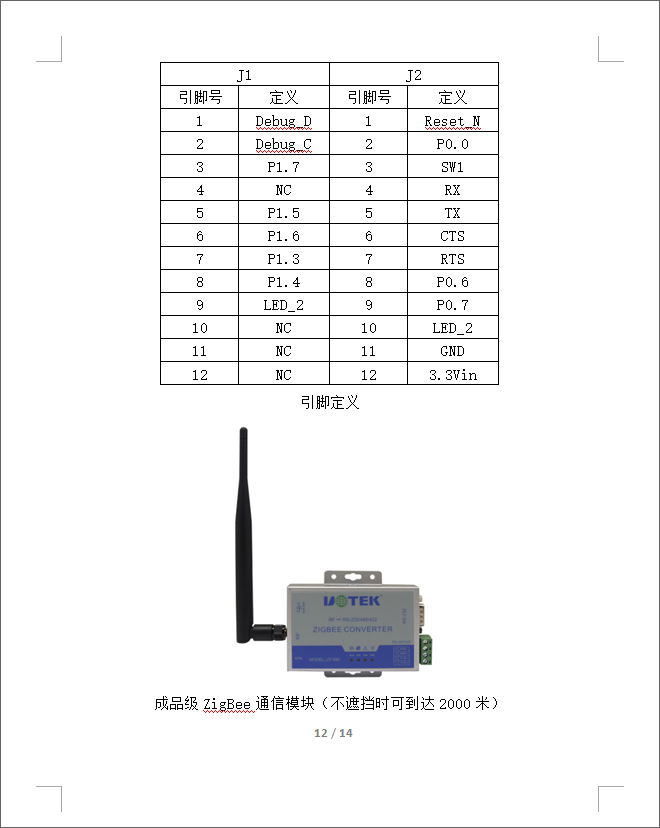 J1 J2
引脚号 定义 引脚号 定义
1 Debug_D 1 Reset_N
2 Debug_C 2 P0.0
3 P1.7 3 SW1
4 NC 4 RX
5 P1.5 5 TX
6 P1.6 6 CTS
7 P1.3 7 RTS
8 P1.4 8 P0.6
9 LED_2 9 P0.7
10 NC 10 LED_2
11 NC 11 GND
12 NC 12 3.3Vin
引脚定义
UOTEK
ZIGBEE CONVERTER
成品级 ZigBee 通信模块（不遮挡时可到达 2000 米）
12 / 14